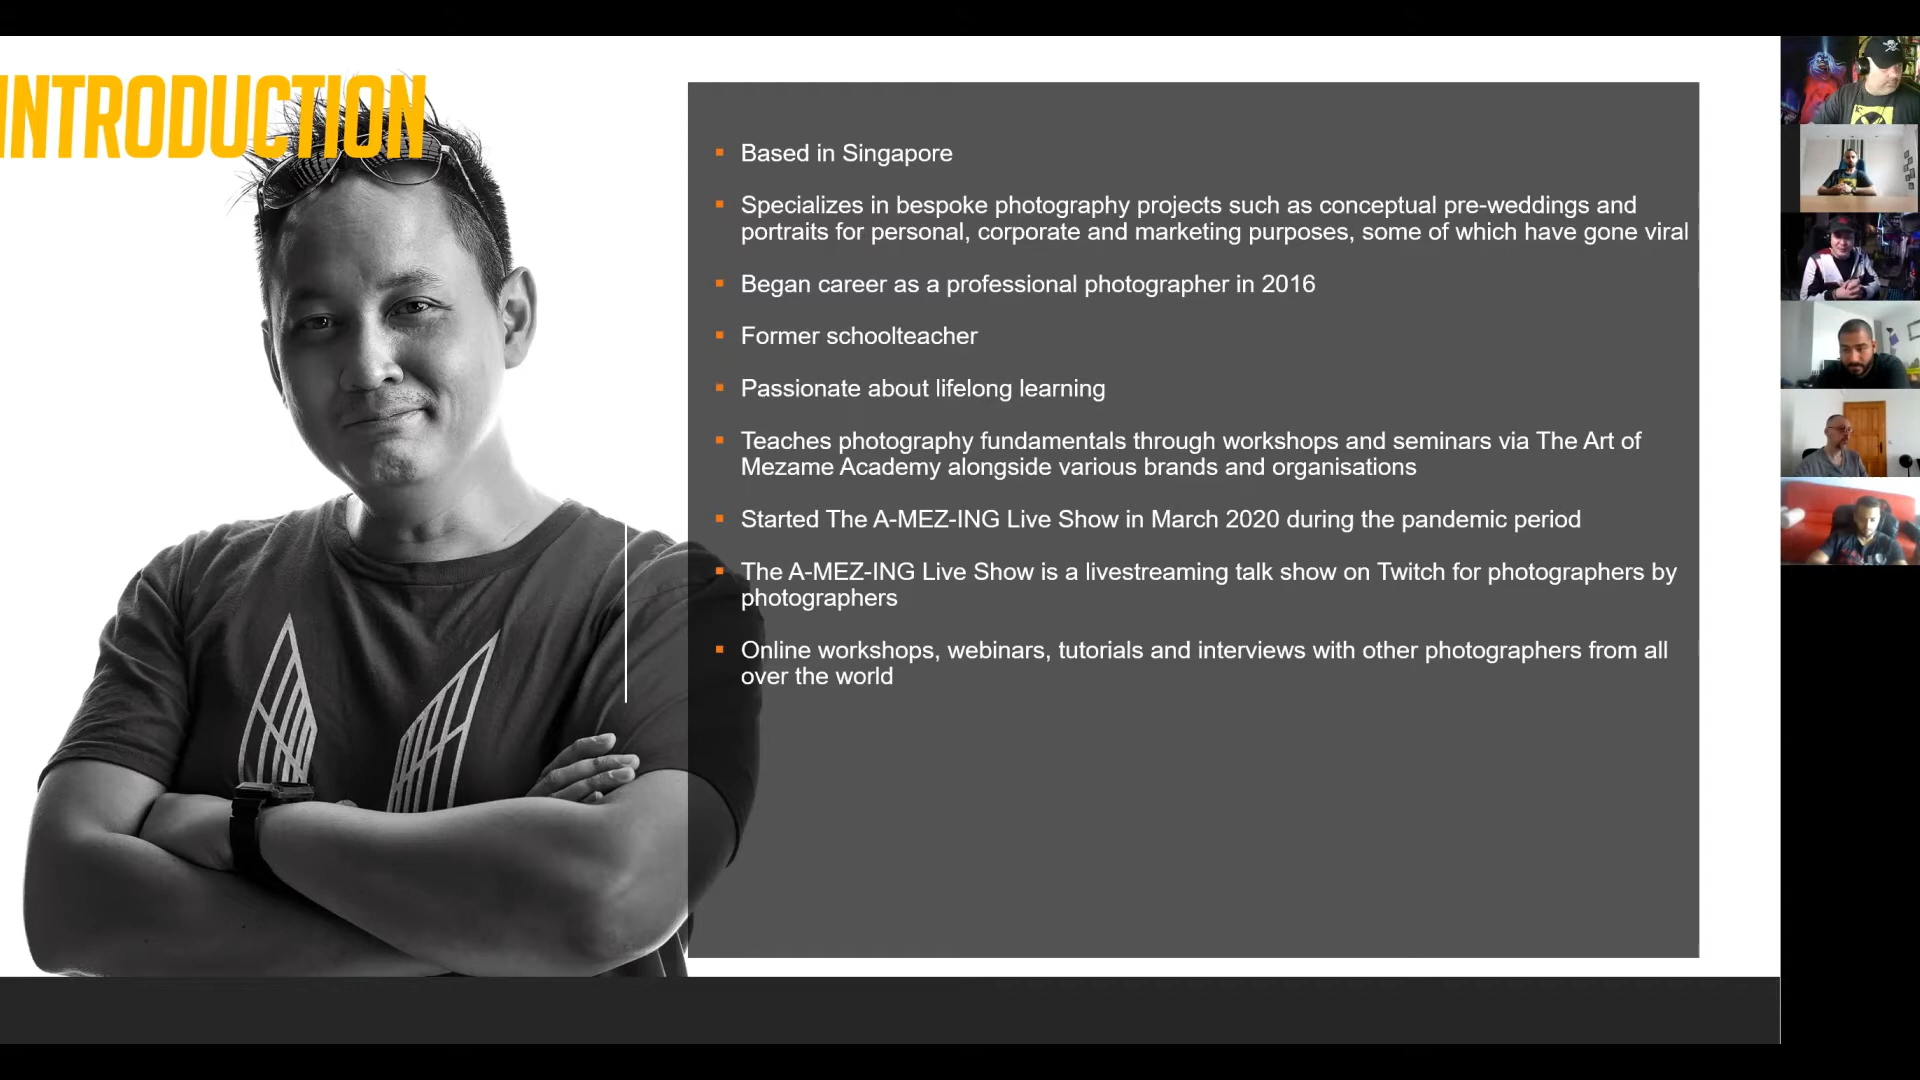 INTRODUCTION
Based in Singapore
Specializes in bespoke photography projects such as conceptual pre-weddings and
portraits for personal, corporate and marketing purposes, some of which have gone viral
Began career as a professional photographer in 2016
Former schoolteacher
Passionate about lifelong learning
Teaches photography fundamentals through workshops and seminars via The Art of
Mezame Academy alongside various brands and organisations
Started The A-MEZ-ING Live Show in March 2020 during the pandemic period
The A-MEZ-ING Live Show is a livestreaming talk show on Twitch for photographers by
photographers
Online workshops, webinars, tutorials and interviews with other photographers from all
over the world